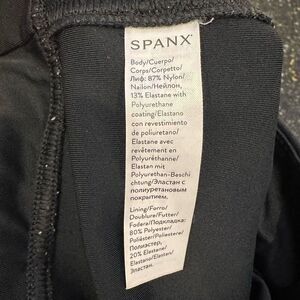 SPANX
Body/Cuerpo/
Corps/Corpetto/
Лиф: 87% Nylon/
Nailon/Нейлон,
13% Elastane with
Polyurethane
coating/Elastano
con revestimiento
de poliuretano/
Elastane avec
revêtement en
Polyuréthanne/
Elastan mit
Polyurethan-Beschi
chtung/Эластан с
полиуретановым
покрытием.
Lining/Forro/
Doublure/Futter/
Fodera/Подкладка:
80% Polyester/
Poliéster/Poliestere/
Полиэстер,
20% Elastane/
Elastano/Elastan/
Эластан.